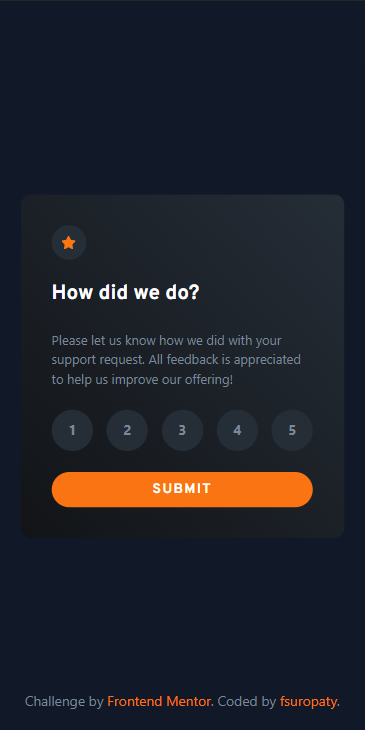 How did we do?
Please let us know how we did with your
support request. All feedback is appreciated
to help us improve our offering!
1 2 3 4 5
SUBMIT
Challenge by Frontend Mentor. Coded by fsuropaty.